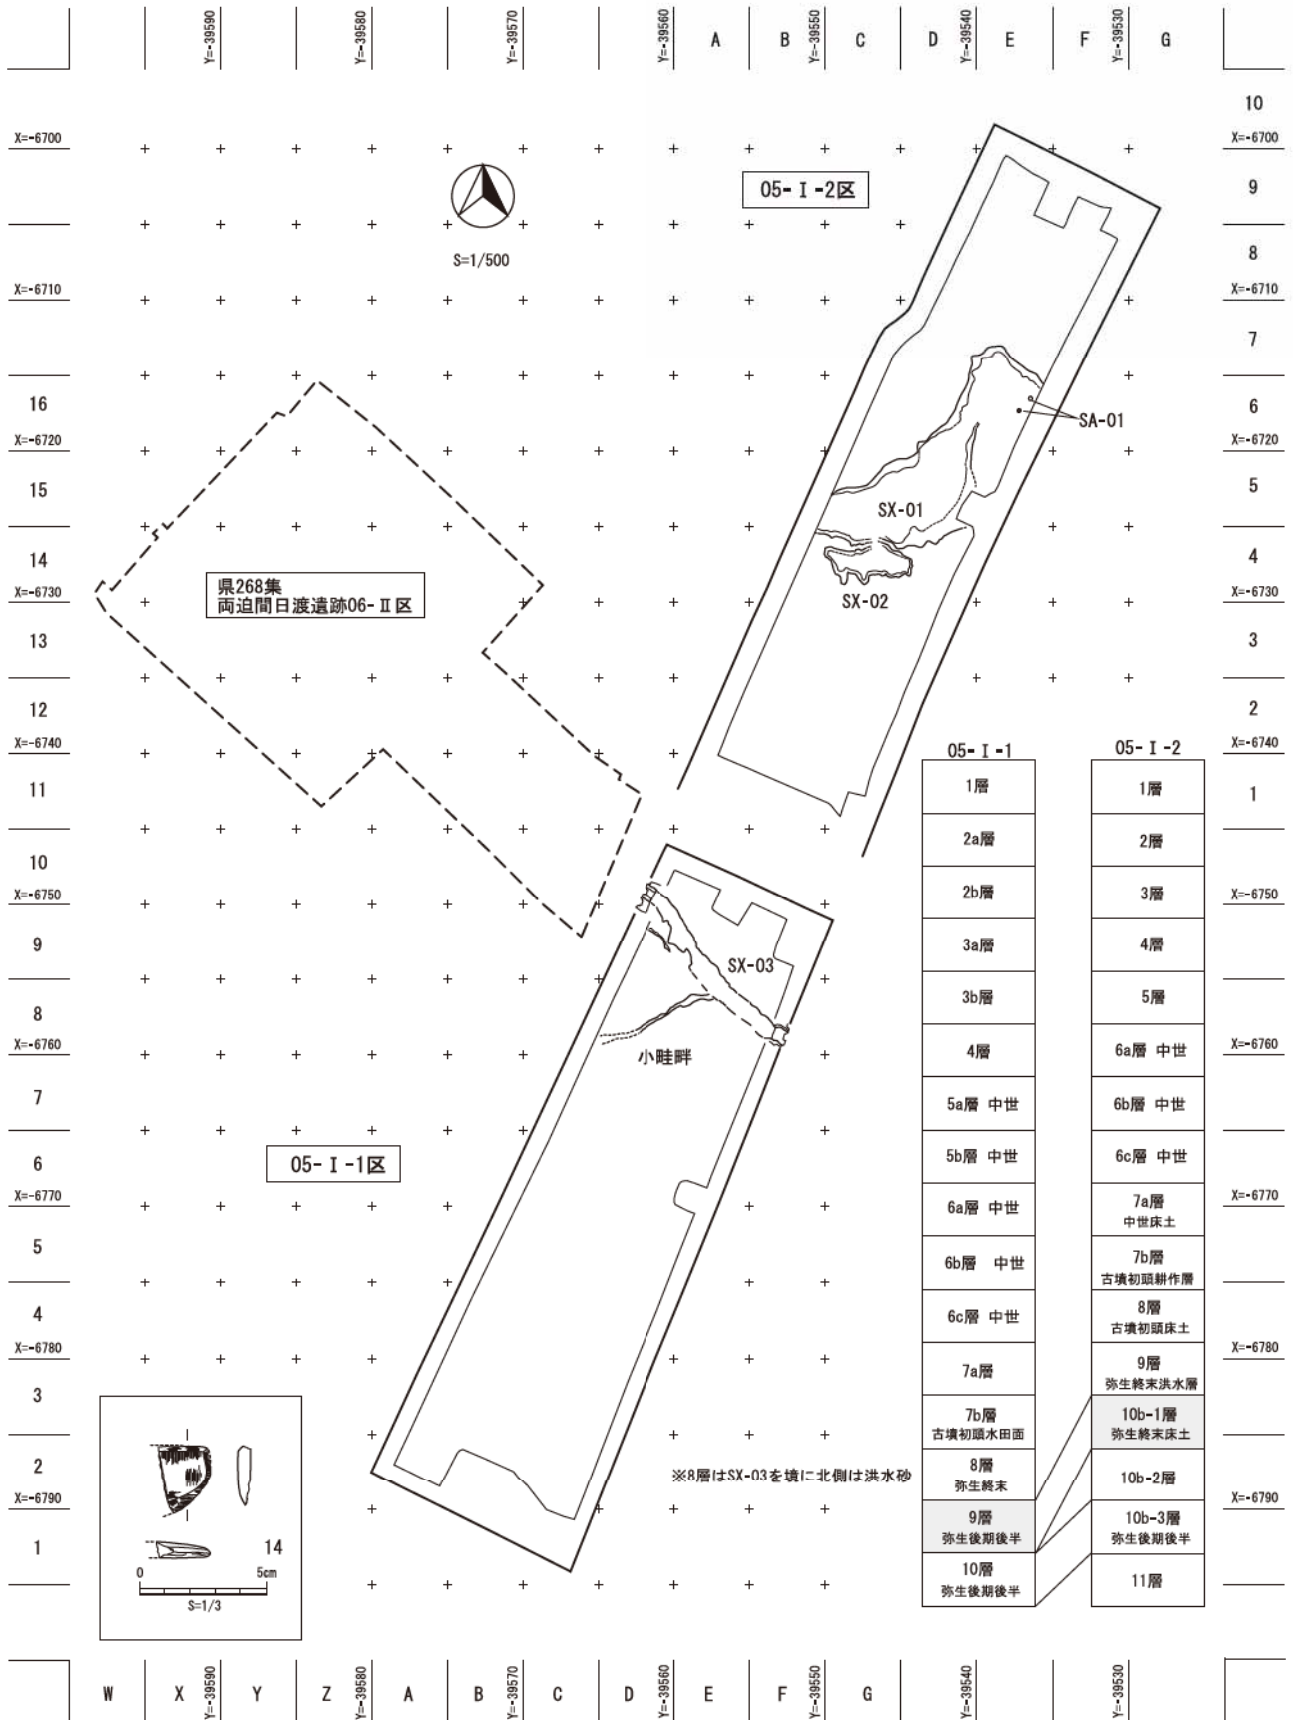 Y=-39590
Y=-39580
Y=-39570
Y=-39560
A
B
Y=-39550
C
D
Y=-39540
E
F
Y=-39530
G
10
X=-6700
X=-6700
05-Ⅰ-2区
9
S=1/500
8
X=-6710
X=-6710
7
16
6
SA-01
X=-6720
X=-6720
15
5
SX-01
14
4
県268集
両迫間日渡遺跡06-Ⅱ区
X=-6730
X=-6730
SX-02
13
3
12
2
X=-6740
X=-6740
11
1
10
X=-6750
X=-6750
9
SX-03
8
X=-6760
X=-6760
小畦畔
7
05-Ⅰ-1区
6
X=-6770
X=-6770
5
4
X=-6780
X=-6780
3
2
X=-6790
X=-6790
1
※8層はSX-03を境に北側は洪水砂
05-Ⅰ-1
1層
2a層
2b層
3a層
3b層
4層
5a層 中世
5b層 中世
6a層 中世
6b層 中世
6c層 中世
7a層
7b層
古墳初頭水田面
8層
弥生終末
9層
弥生後期後半
10層
弥生後期後半
05-Ⅰ-2
1層
2層
3層
4層
5層
6a層 中世
6b層 中世
6c層 中世
7a層
中世床土
7b層
古墳初頭耕作層
8層
古墳初頭床土
9層
弥生終末洪水層
10b-1層
弥生終末床土
10b-2層
10b-3層
弥生後期後半
11層
14
0
5cm
S=1/3
W
X
Y=-39590
Y
Z
Y=-39580
A
B
Y=-39570
C
D
Y=-39560
E
F
Y=-39550
G
Y=-39540
Y=-39530